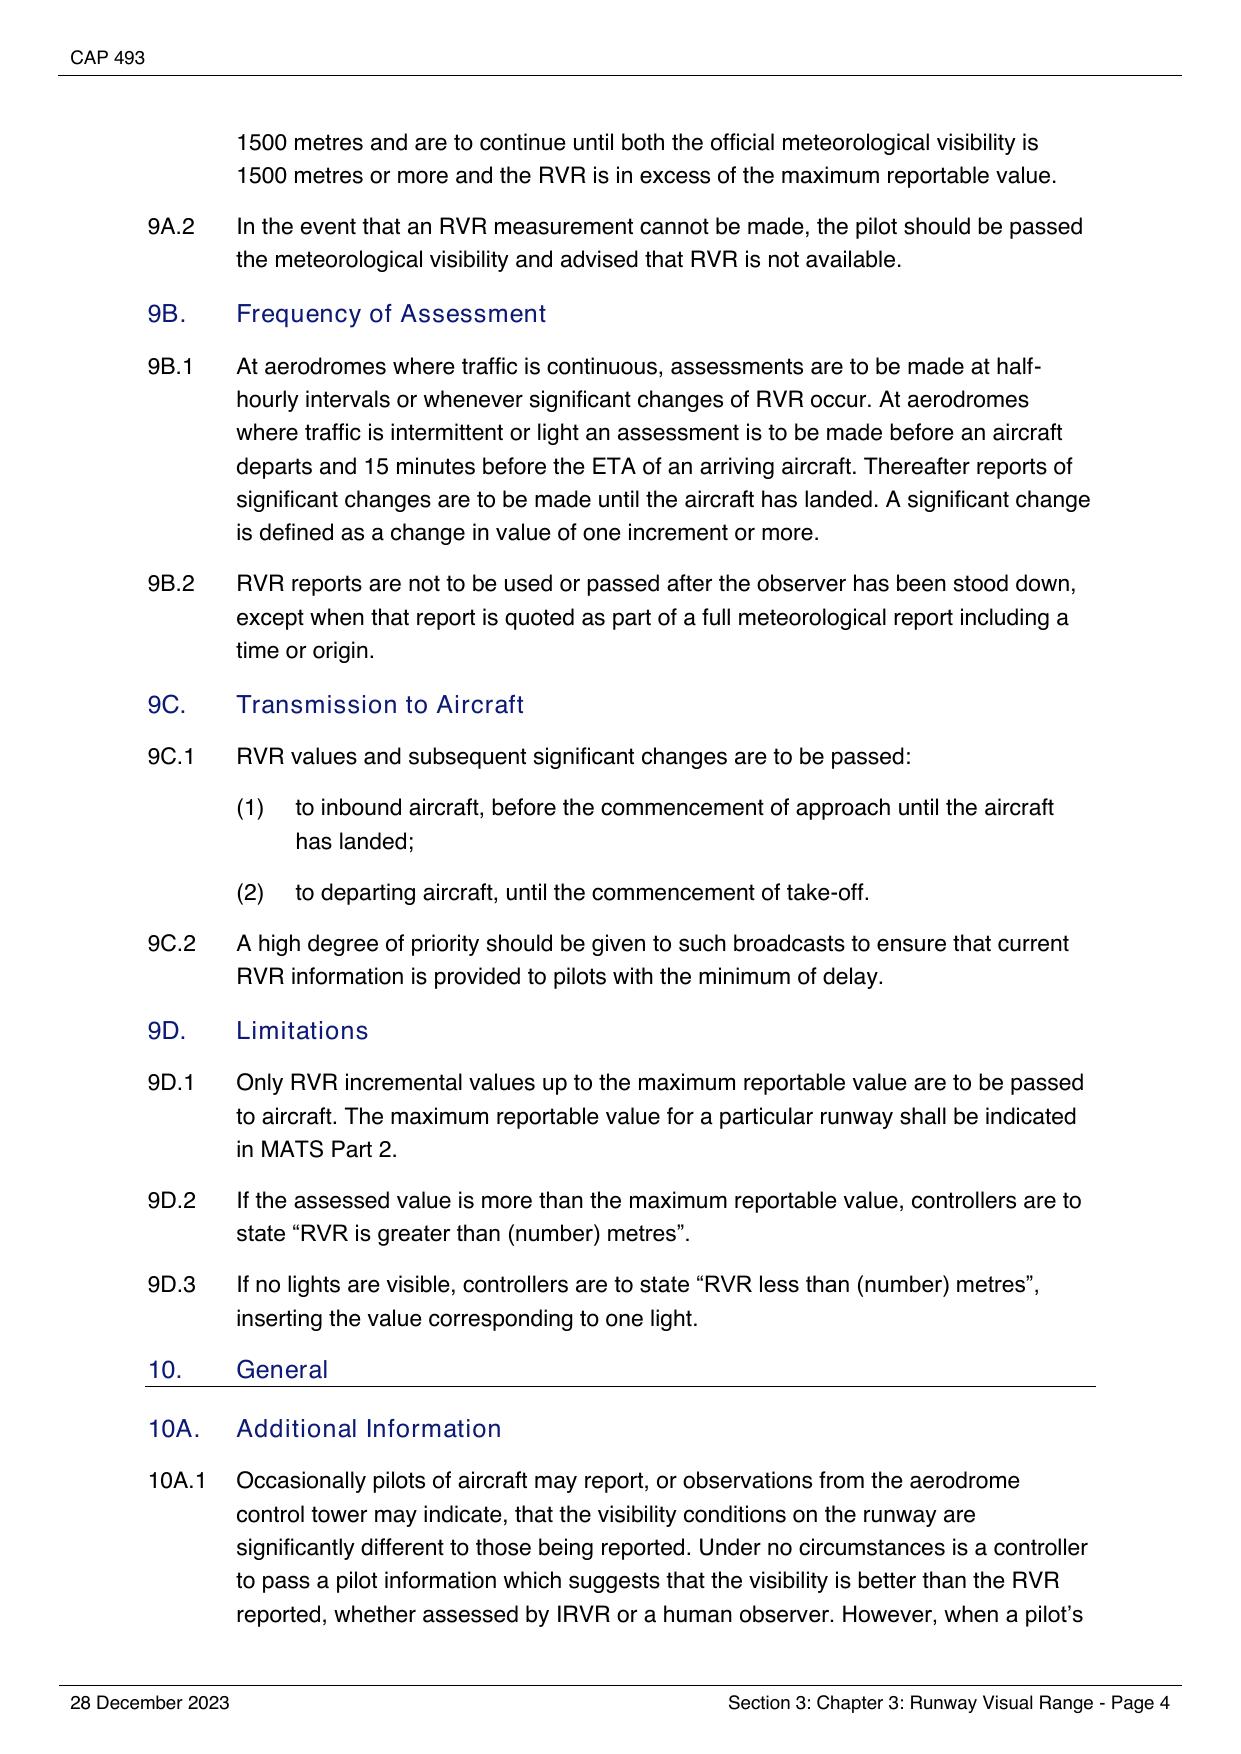 CAP 493
1500 metres and are to continue until both the official meteorological visibility is
1500 metres or more and the RVR is in excess of the maximum reportable value.
9A.2 In the event that an RVR measurement cannot be made, the pilot should be passed
the meteorological visibility and advised that RVR is not available.
9B. Frequency of Assessment
9B.1 At aerodromes where traffic is continuous, assessments are to be made at half-
hourly intervals or whenever significant changes of RVR occur. At aerodromes
where traffic is intermittent or light an assessment is to be made before an aircraft
departs and 15 minutes before the ETA of an arriving aircraft. Thereafter reports of
significant changes are to be made until the aircraft has landed. A significant change
is defined as a change in value of one increment or more.
9B.2 RVR reports are not to be used or passed after the observer has been stood down,
except when that report is quoted as part of a full meteorological report including a
time or origin.
9C. Transmission to Aircraft
9C.1 RVR values and subsequent significant changes are to be passed:
(1) to inbound aircraft, before the commencement of approach until the aircraft
has landed;
(2) to departing aircraft, until the commencement of take-off.
9C.2 A high degree of priority should be given to such broadcasts to ensure that current
RVR information is provided to pilots with the minimum of delay.
9D. Limitations
9D.1 Only RVR incremental values up to the maximum reportable value are to be passed
to aircraft. The maximum reportable value for a particular runway shall be indicated
in MATS Part 2.
9D.2 If the assessed value is more than the maximum reportable value, controllers are to
state “RVR is greater than (number) metres”.
9D.3 If no lights are visible, controllers are to state “RVR less than (number) metres”,
inserting the value corresponding to one light.
10. General
10A. Additional Information
10A.1 Occasionally pilots of aircraft may report, or observations from the aerodrome
control tower may indicate, that the visibility conditions on the runway are
significantly different to those being reported. Under no circumstances is a controller
to pass a pilot information which suggests that the visibility is better than the RVR
reported, whether assessed by IRVR or a human observer. However, when a pilot’s
28 December 2023 Section 3: Chapter 3: Runway Visual Range - Page 4